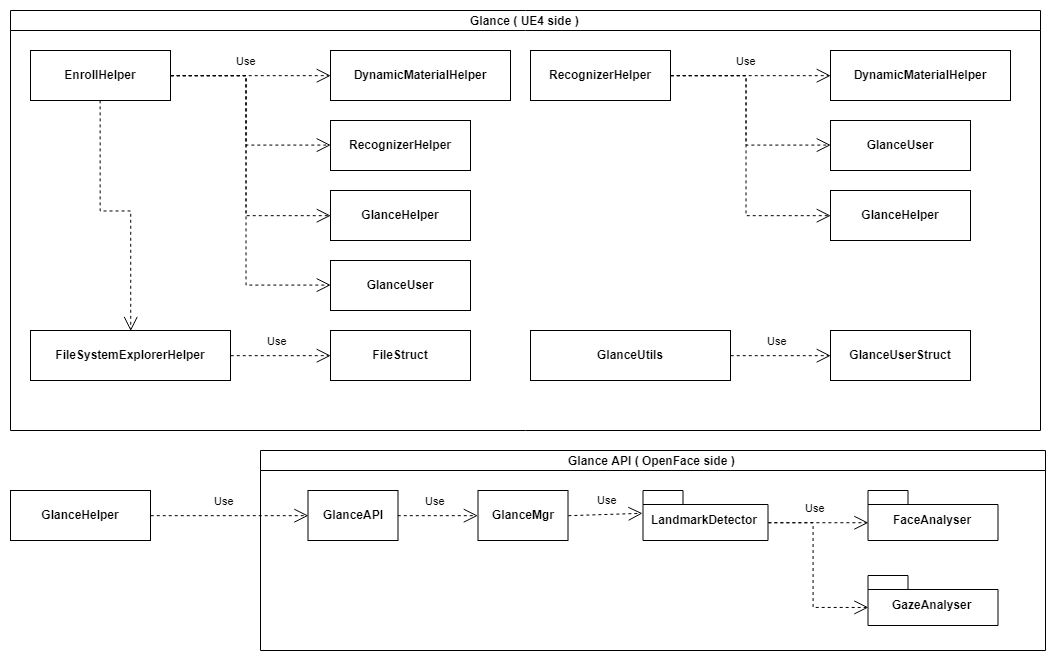 Glance ( UE4 side )
EnrollHelper
Use
DynamicMaterialHelper
RecognizerHelper
Use
DynamicMaterialHelper
RecognizerHelper
GlanceUser
GlanceHelper
GlanceHelper
GlanceUser
FileSystemExplorerHelper
Use
FileStruct
GlanceUtils
Use
GlanceUserStruct
Glance API ( OpenFace side )
GlanceHelper
Use
GlanceAPI
Use
GlanceMgr
Use
LandmarkDetector
Use
FaceAnalyser
GazeAnalyser